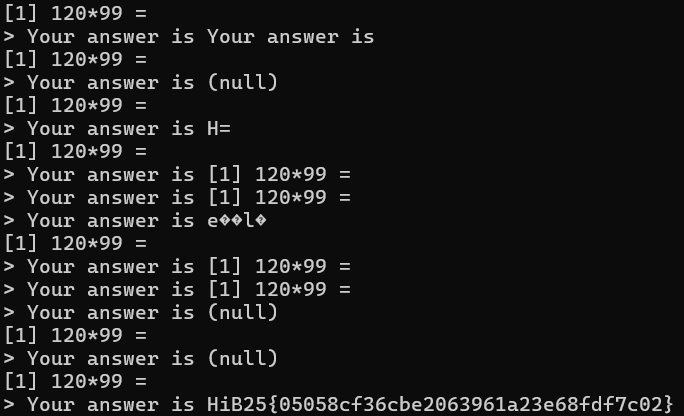 [1] 120*99 =
> Your answer is Your answer is
[1] 120*99 =
> Your answer is (null)
[1] 120*99 =
> Your answer is H=
[1] 120*99 =
> Your answer is [1] 120*99 =
> Your answer is [1] 120*99 =
> Your answer is e��l�
[1] 120*99 =
> Your answer is [1] 120*99 =
> Your answer is [1] 120*99 =
> Your answer is (null)
[1] 120*99 =
> Your answer is (null)
[1] 120*99 =
> Your answer is HiB25{05058cf36cbe2063961a23e68fdf7c02}